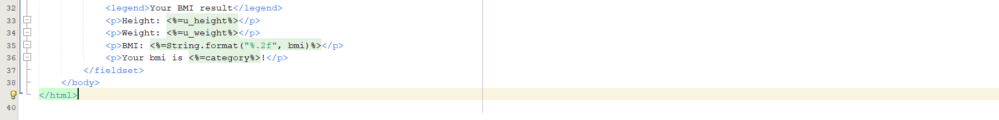 32 <legend>Your BMI result</legend>
33 <p>Height: <%=u_height%></p>
34 <p>Weight: <%=u_weight%></p>
35 <p>BMI: <%=String.format("%.2f", bmi)%></p>
36 <p>Your bmi is <%=category%>!</p>
37 </fieldset>
38 </body>
</html>
40